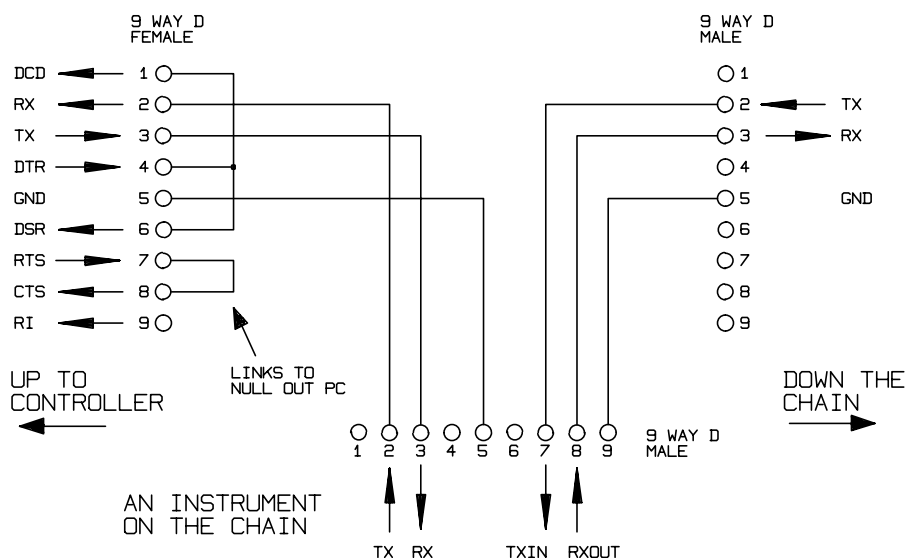 9 WAY D
FEMALE
9 WAY D
MALE
DCD 1
RX 2
TX 3
DTR 4
GND 5
DSR 6
RTS 7
CTS 8
RI 9
1
2 TX
3 RX
4
5 GND
6
7
8
9
LINKS TO
NULL OUT PC
UP TO
CONTROLLER
DOWN THE
CHAIN
1 2 3 4 5 6 7 8 9
9 WAY D
MALE
AN INSTRUMENT
ON THE CHAIN
TX RX TXIN RXOUT